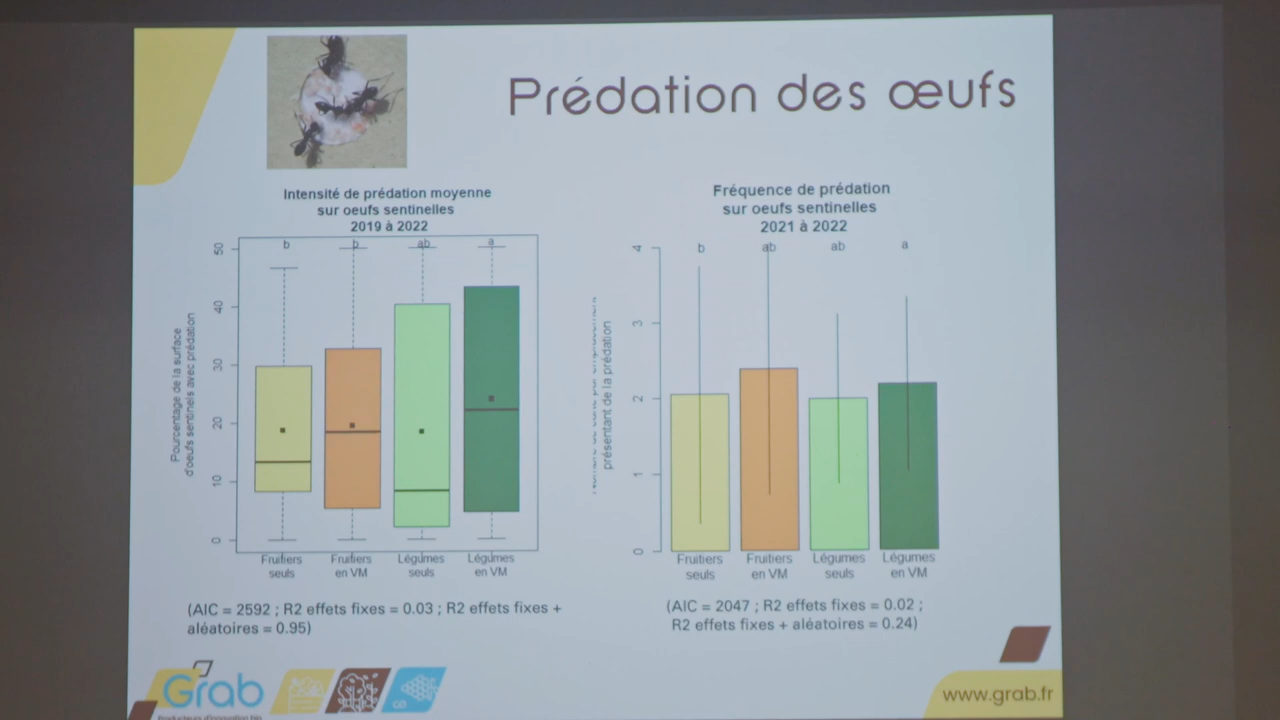 Prédation des œufs
Intensité de prédation moyenne
sur oeufs sentinelles
2019 à 2022
b b ab a
Pourcentage de la surface
d'oeufs sentinels avec prédation
50
40
30
20
10
0
Fruitiers
seuls
Fruitiers
en VM
Légumes
seuls
Légumes
en VM
(AIC = 2592 ; R2 effets fixes = 0.03 ; R2 effets fixes +
aléatoires = 0.95)
Fréquence de prédation
sur oeufs sentinelles
2021 à 2022
b ab ab a
présentant de la prédation
4
3
2
1
0
Fruitiers
seuls
Fruitiers
en VM
Légumes
seuls
Légumes
en VM
(AIC = 2047 ; R2 effets fixes = 0.02 ;
R2 effets fixes + aléatoires = 0.24)
Grab
Producteurs d'innovation bio
www.grab.fr